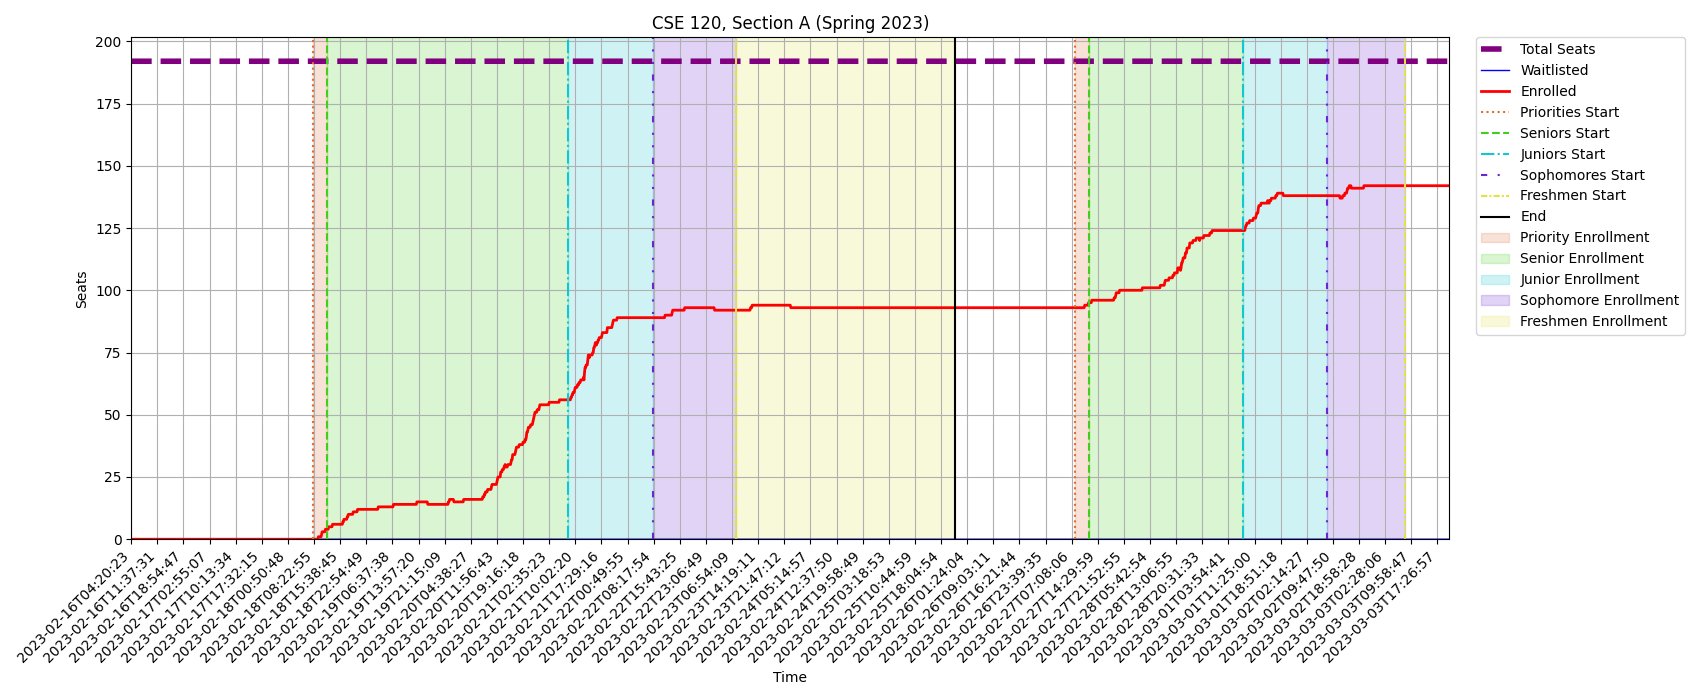 CSE 120, Section A (Spring 2023)
Seats
200
175
150
125
100
75
50
25
0
2023-02-16T04:20:23
2023-02-16T11:37:31
2023-02-16T18:54:47
2023-02-17T02:55:07
2023-02-17T10:13:34
2023-02-17T17:32:15
2023-02-18T00:50:48
2023-02-18T08:22:55
2023-02-18T15:38:45
2023-02-18T22:54:49
2023-02-19T06:37:38
2023-02-19T13:57:20
2023-02-19T21:15:09
2023-02-20T04:38:27
2023-02-20T11:56:43
2023-02-20T19:16:18
2023-02-21T02:35:23
2023-02-21T10:02:20
2023-02-21T17:29:16
2023-02-22T00:49:55
2023-02-22T08:17:54
2023-02-22T15:43:25
2023-02-22T23:06:49
2023-02-23T06:54:09
2023-02-23T14:19:11
2023-02-23T21:47:12
2023-02-24T05:14:57
2023-02-24T12:37:50
2023-02-24T19:58:49
2023-02-25T03:18:53
2023-02-25T10:44:59
2023-02-25T18:04:54
2023-02-26T01:24:04
2023-02-26T09:03:11
2023-02-26T16:21:44
2023-02-26T23:39:35
2023-02-27T07:08:06
2023-02-27T14:29:59
2023-02-27T21:52:55
2023-02-28T05:42:54
2023-02-28T13:06:55
2023-02-28T20:31:33
2023-03-01T03:54:41
2023-03-01T11:25:00
2023-03-01T18:51:18
2023-03-02T02:14:27
2023-03-02T09:47:50
2023-03-02T18:58:28
2023-03-03T02:28:06
2023-03-03T09:58:47
2023-03-03T17:26:57
Time
Total Seats
Waitlisted
Enrolled
Priorities Start
Seniors Start
Juniors Start
Sophomores Start
Freshmen Start
End
Priority Enrollment
Senior Enrollment
Junior Enrollment
Sophomore Enrollment
Freshmen Enrollment